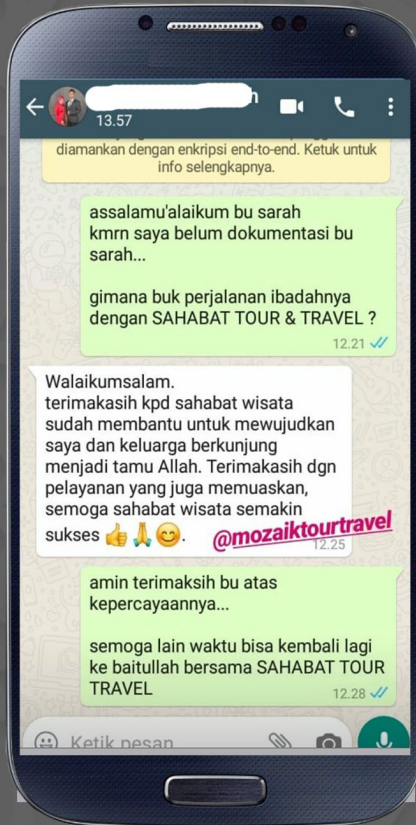 13.57
diamankan dengan enkripsi end-to-end. Ketuk untuk
info selengkapnya.
assalamu'alaikum bu sarah
kmrn saya belum dokumentasi bu
sarah...
gimana buk perjalanan ibadahnya
dengan SAHABAT TOUR & TRAVEL ?
12.21
Walaikumsalam.
terimakasih kpd sahabat wisata
sudah membantu untuk mewujudkan
saya dan keluarga berkunjung
menjadi tamu Allah. Terimakasih dgn
pelayanan yang juga memuaskan,
semoga sahabat wisata semakin
sukses 👍🙏😊.
@mozaiktourtravel
12.25
amin terimaksih bu atas
kepercayaannya...
semoga lain waktu bisa kembali lagi
ke baitullah bersama SAHABAT TOUR
TRAVEL
12.28
Ketik pesan